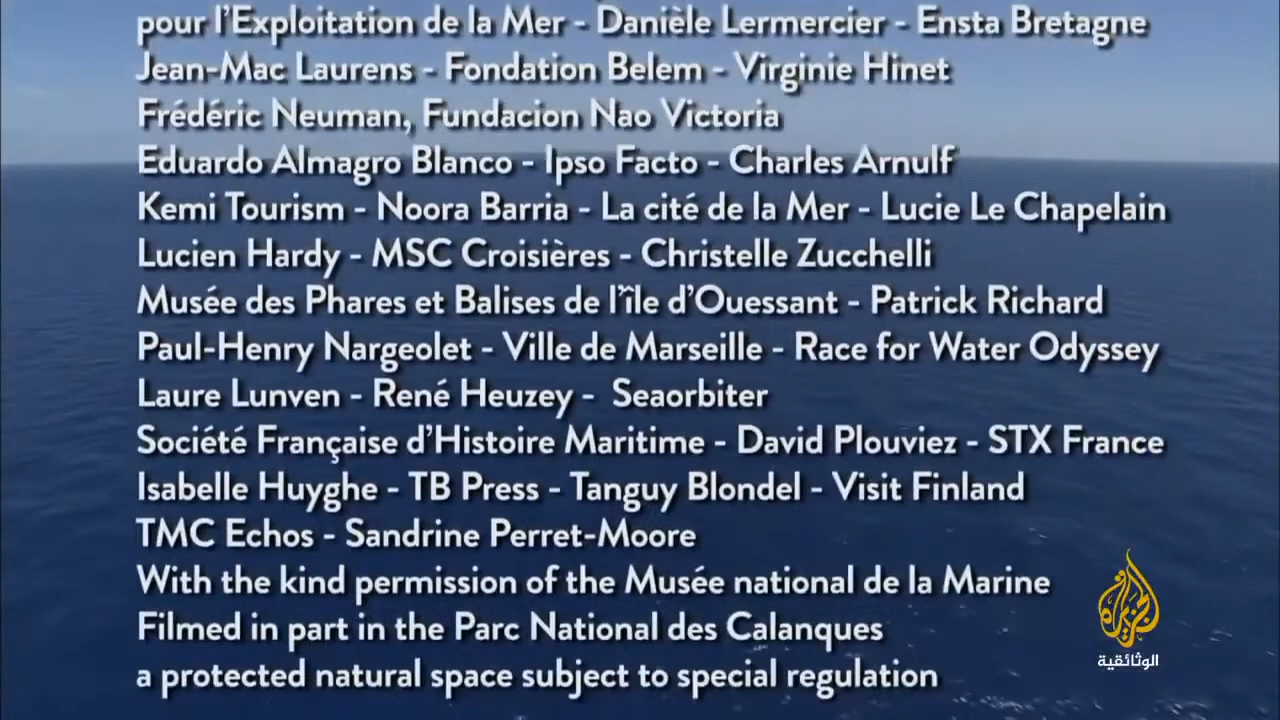 pour l'Exploitation de la Mer - Danièle Lermercier - Ensta Bretagne
Jean-Mac Laurens - Fondation Belem - Virginie Hinet
Frédéric Neuman, Fundacion Nao Victoria
Eduardo Almagro Blanco - Ipso Facto - Charles Arnulf
Kemi Tourism - Noora Barria - La cité de la Mer - Lucie Le Chapelain
Lucien Hardy - MSC Croisières - Christelle Zucchelli
Musée des Phares et Balises de l'île d'Ouessant - Patrick Richard
Paul-Henry Nargeolet - Ville de Marseille - Race for Water Odyssey
Laure Lunven - René Heuzey -  Seaorbiter
Société Française d'Histoire Maritime - David Plouviez - STX France
Isabelle Huyghe - TB Press - Tanguy Blondel - Visit Finland
TMC Echos - Sandrine Perret-Moore
With the kind permission of the Musée national de la Marine
Filmed in part in the Parc National des Calanques
a protected natural space subject to special regulation
الجزيرة
الوثائقية